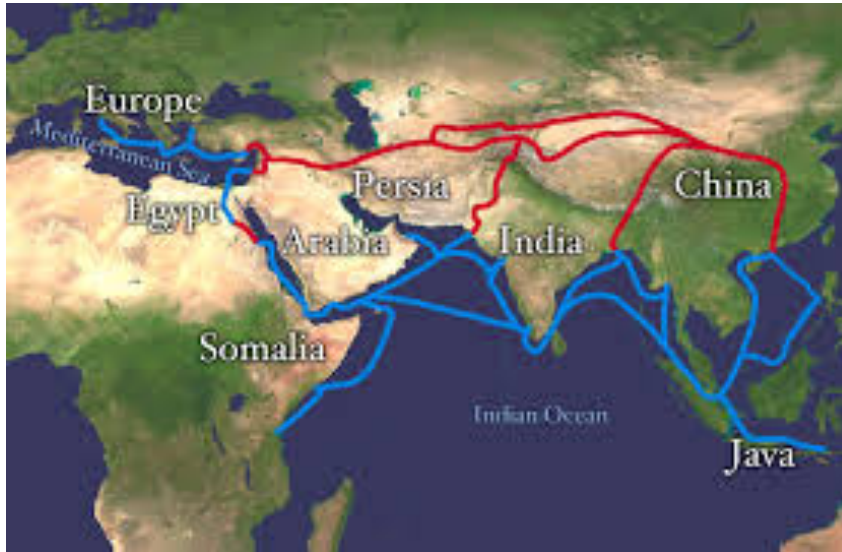 Europe
Mediterranean Sea
Egypt
Arabia
Persia
India
China
Somalia
Indian Ocean
Java